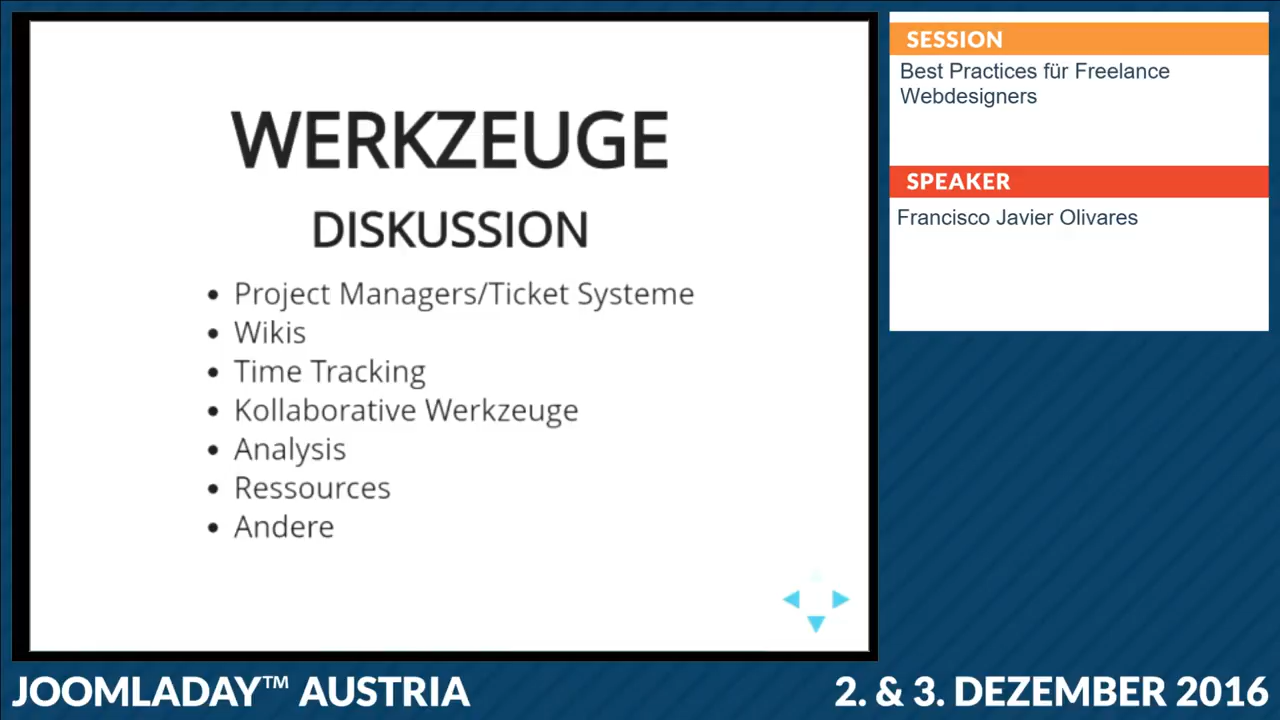 WERKZEUGE
DISKUSSION
Project Managers/Ticket Systeme
Wikis
Time Tracking
Kollaborative Werkzeuge
Analysis
Ressources
Andere
SESSION
Best Practices für Freelance
Webdesigners
SPEAKER
Francisco Javier Olivares
JOOMLADAY™ AUSTRIA
2. & 3. DEZEMBER 2016